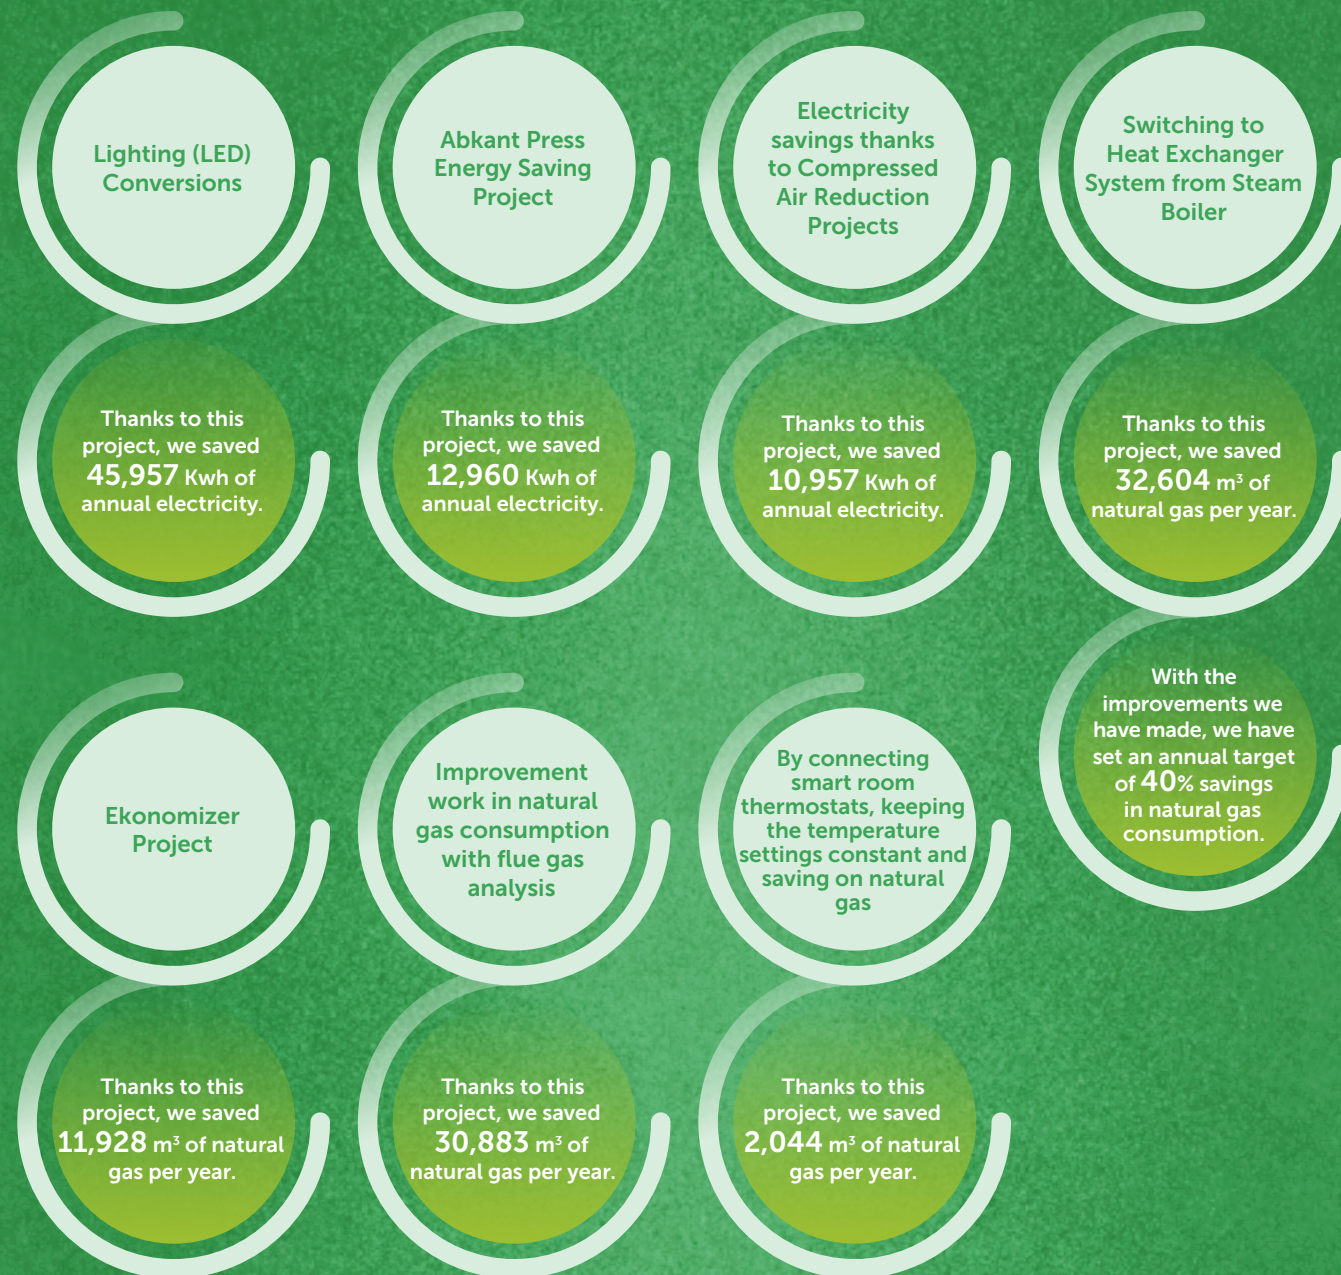 Lighting (LED)
Conversions
Thanks to this
project, we saved
45,957 Kwh of
annual electricity.
Abkant Press
Energy Saving
Project
Thanks to this
project, we saved
12,960 Kwh of
annual electricity.
Electricity
savings thanks
to Compressed
Air Reduction
Projects
Thanks to this
project, we saved
10,957 Kwh of
annual electricity.
Switching to
Heat Exchanger
System from Steam
Boiler
Thanks to this
project, we saved
32,604 m³ of
natural gas per year.
With the
improvements we
have made, we have
set an annual target
of 40% savings
in natural gas
consumption.
Ekonomizer
Project
Thanks to this
project, we saved
11,928 m³ of natural
gas per year.
Improvement
work in natural
gas consumption
with flue gas
analysis
Thanks to this
project, we saved
30,883 m³ of
natural gas per year.
By connecting
smart room
thermostats, keeping
the temperature
settings constant and
saving on natural
gas
Thanks to this
project, we saved
2,044 m³ of natural
gas per year.